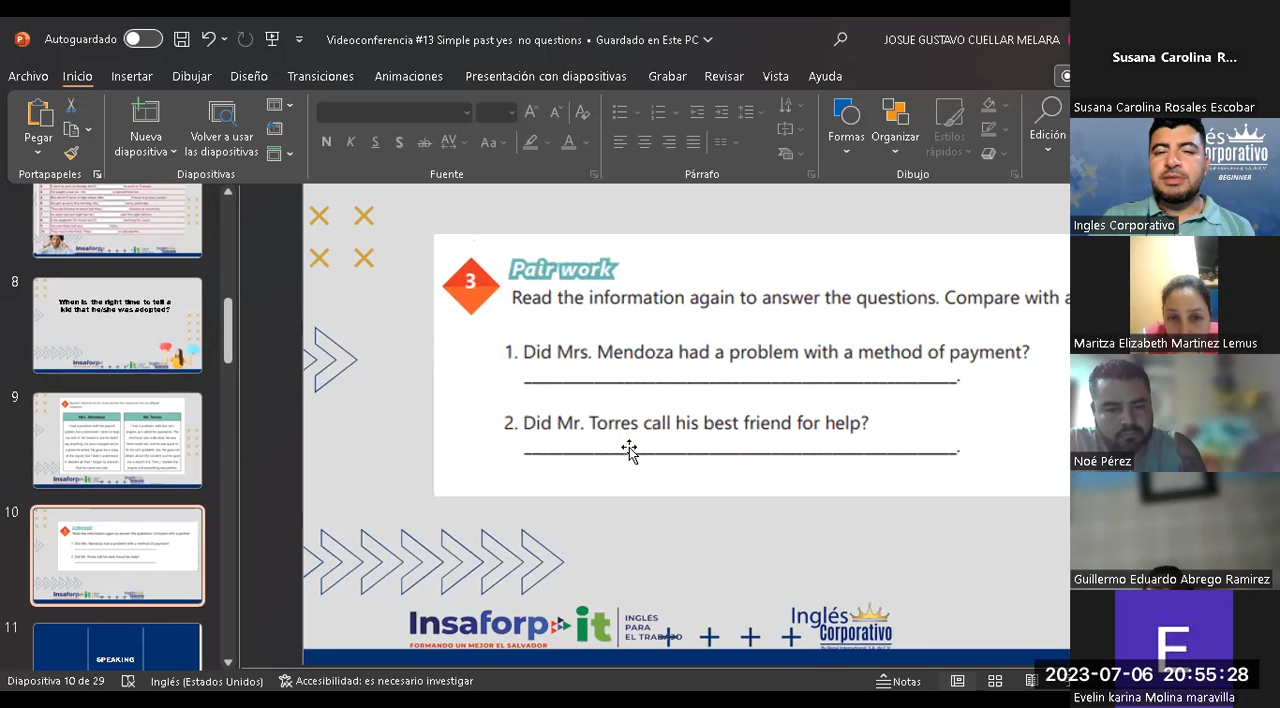 Autoguardado
Videoconferencia #13 Simple past yes no questions • Guardado en Este PC
JOSUE GUSTAVO CUELLAR MELARA
Archivo Inicio Insertar Dibujar Diseño Transiciones Animaciones Presentación con diapositivas Grabar Revisar Vista Ayuda
Pegar
Nueva diapositiva
Volver a usar las diapositivas
Formas
Organizar
Estilos rápidos
Edición
Portapapeles
Diapositivas
Fuente
Párrafo
Dibujo
8
When is the right time to tell a
kid that he/she was adopted?
9
Mrs. Mendoza
Mr. Torres
10
11
SPEAKING
3
Pair work
Read the information again to answer the questions. Compare with a
1. Did Mrs. Mendoza had a problem with a method of payment?
2. Did Mr. Torres call his best friend for help?
Insaforp it
INGLÉS
PARA
EL TRABAJO
FORMANDO UN MEJOR EL SALVADOR
Inglés
Corporativo
Diapositiva 10 de 29
Inglés (Estados Unidos)
Accesibilidad: es necesario investigar
Notas
Susana Carolina R...
Susana Carolina Rosales Escobar
és
rporativo
BEGINNER
Ingles Corporativo
Maritza Elizabeth Martinez Lemus
Noé Pérez
Guillermo Eduardo Abrego Ramirez
E
2023-07-06 20:55:28
Evelin karina Molina maravilla